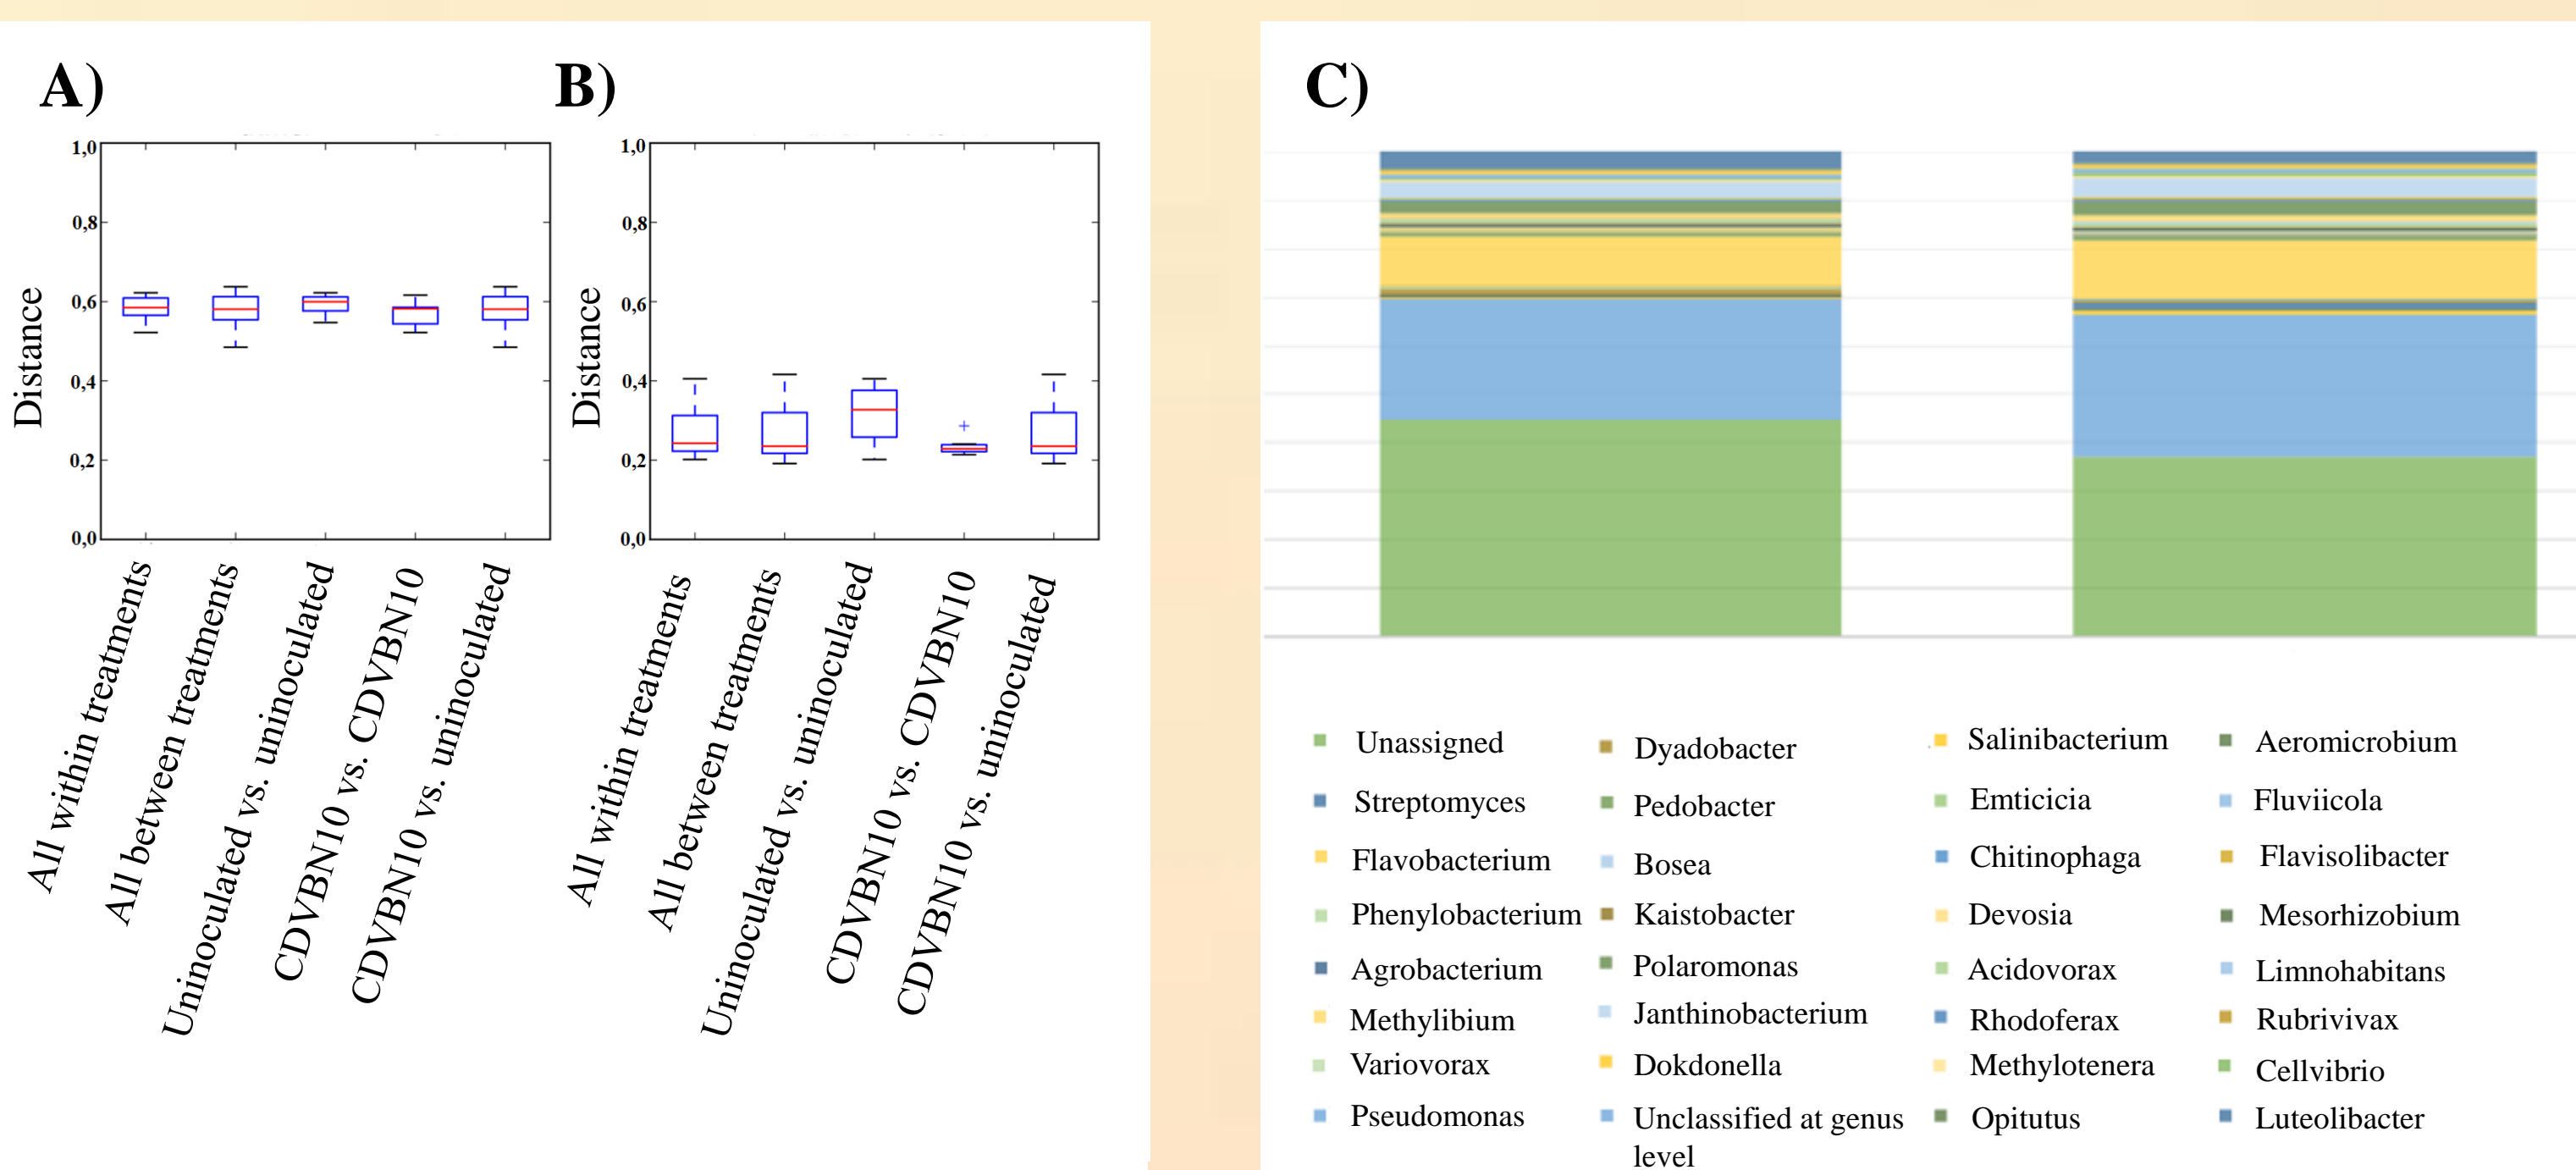 A)
B)
C)
1,0
0,8
0,6
0,4
0,2
0,0
Distance
All within treatments
All between treatments
Uninoculated vs. uninoculated
CDVBN10 vs. CDVBN10
CDVBN10 vs. uninoculated
1,0
0,8
0,6
0,4
0,2
0,0
Distance
All within treatments
All between treatments
Uninoculated vs. uninoculated
CDVBN10 vs. CDVBN10
CDVBN10 vs. uninoculated
Unassigned
Streptomyces
Flavobacterium
Phenylobacterium
Agrobacterium
Methylibium
Variovorax
Pseudomonas
Dyadobacter
Pedobacter
Bosea
Kaistobacter
Polaromonas
Janthinobacterium
Dokdonella
Unclassified at genus
level
Salinibacterium
Emticicia
Chitinophaga
Devosia
Acidovorax
Rhodoferax
Methylotenera
Opitutus
Aeromicrobium
Fluviicola
Flavisolibacter
Mesorhizobium
Limnohabitans
Rubrivivax
Cellvibrio
Luteolibacter